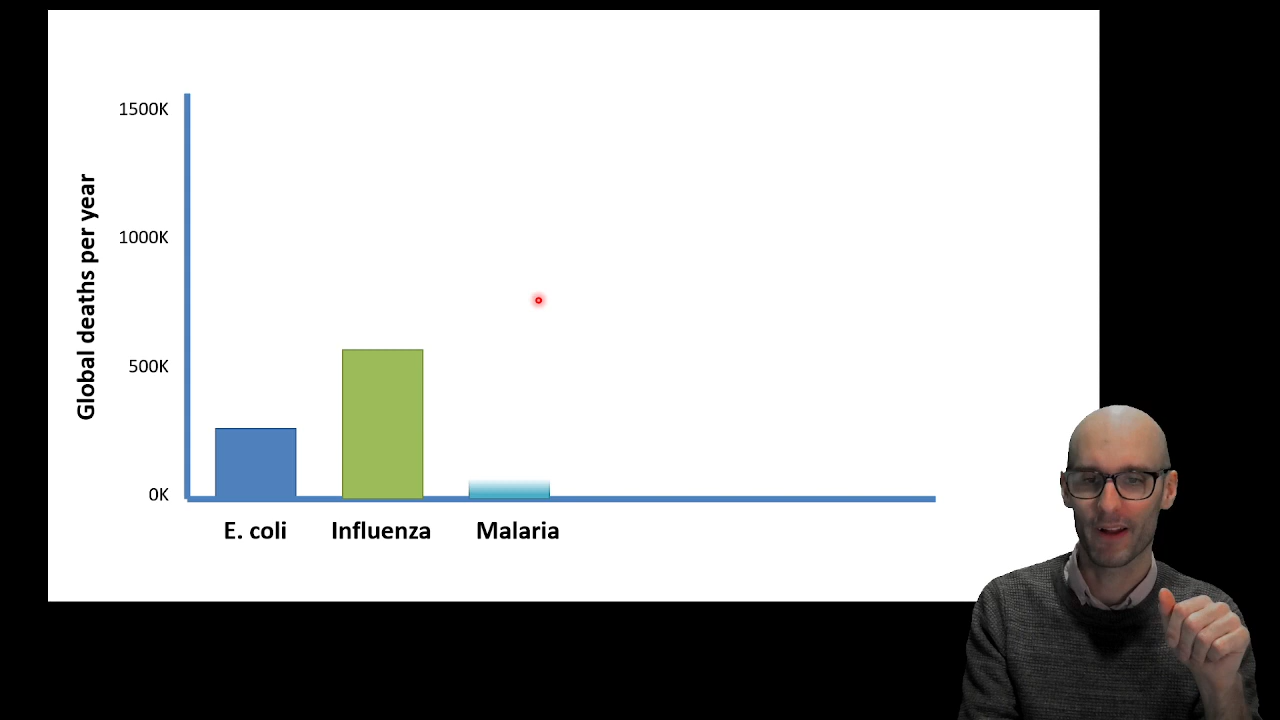 1500K
1000K
500K
0K
Global deaths per year
E. coli
Influenza
Malaria